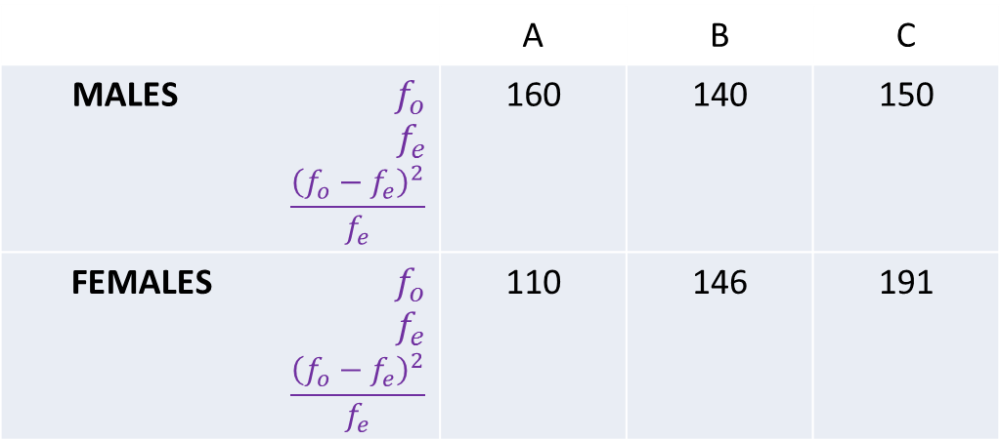 A B C
MALES f_o 160 140 150
f_e
(f_o − f_e)²
f_e
FEMALES f_o 110 146 191
f_e
(f_o − f_e)²
f_e